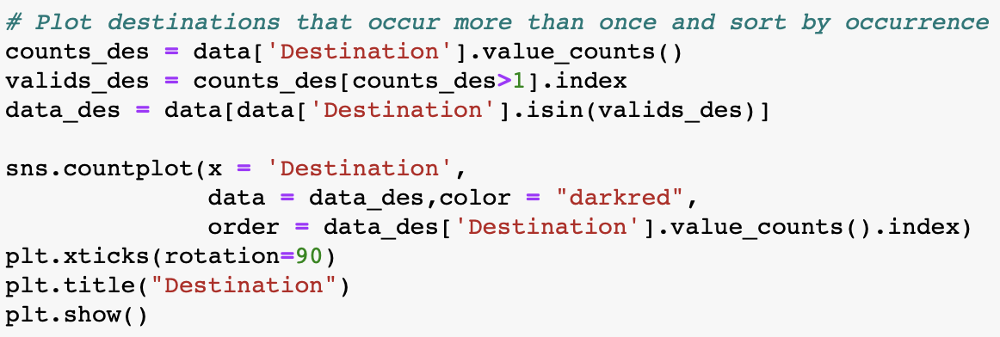 # Plot destinations that occur more than once and sort by occurrence
counts_des = data['Destination'].value_counts()
valids_des = counts_des[counts_des>1].index
data_des = data[data['Destination'].isin(valids_des)]

sns.countplot(x = 'Destination',
              data = data_des,color = "darkred",
              order = data_des['Destination'].value_counts().index)
plt.xticks(rotation=90)
plt.title("Destination")
plt.show()